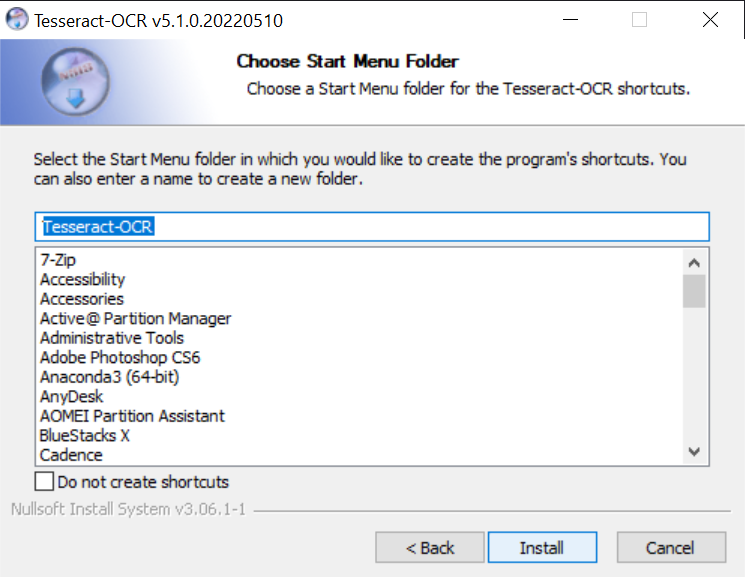 Tesseract-OCR v5.1.0.20220510
Choose Start Menu Folder
Choose a Start Menu folder for the Tesseract-OCR shortcuts.
Select the Start Menu folder in which you would like to create the program's shortcuts. You
can also enter a name to create a new folder.
Tesseract-OCR
7-Zip
Accessibility
Accessories
Active@ Partition Manager
Administrative Tools
Adobe Photoshop CS6
Anaconda3 (64-bit)
AnyDesk
AOMEI Partition Assistant
BlueStacks X
Cadence
Do not create shortcuts
Nullsoft Install System v3.06.1-1
< Back
Install
Cancel